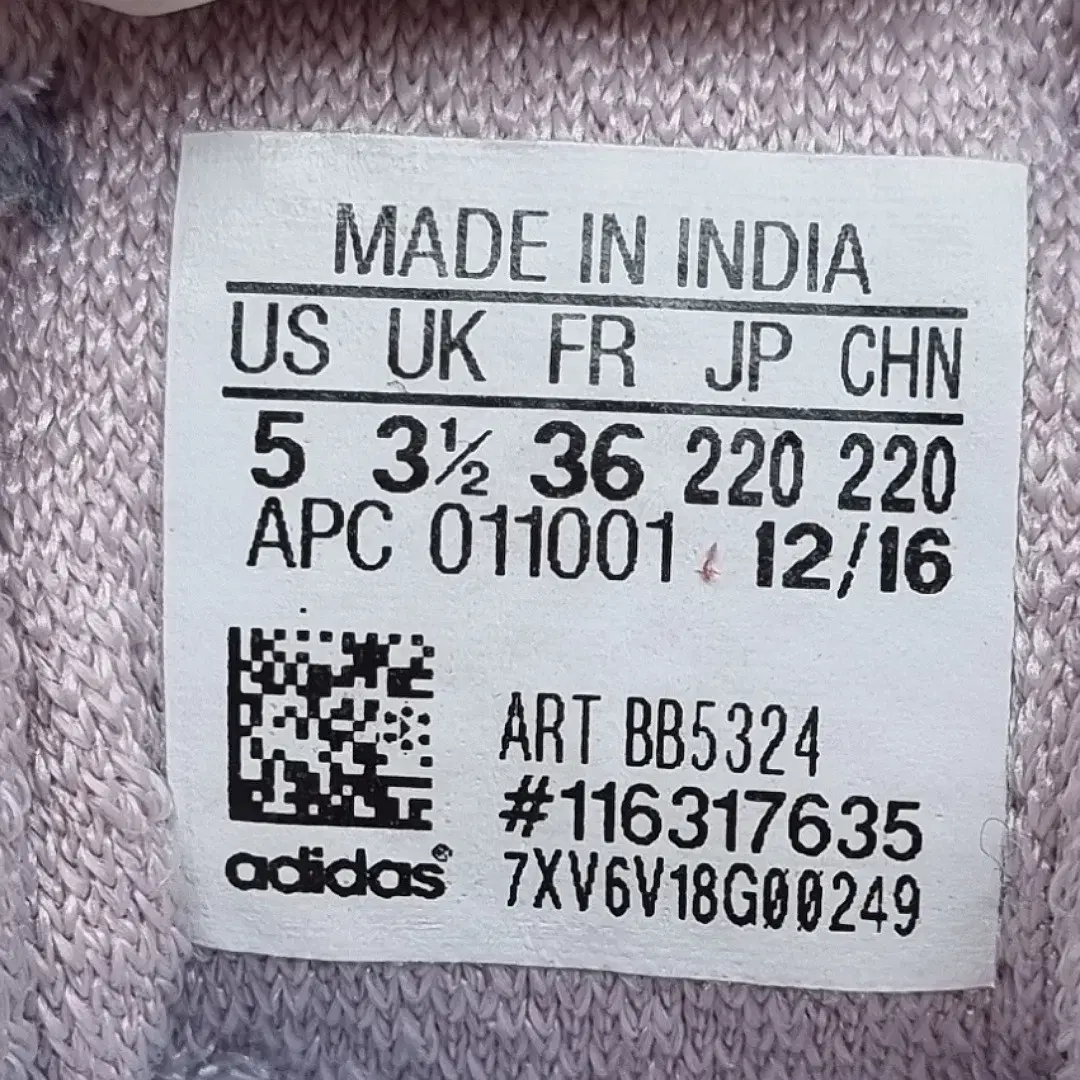 MADE IN INDIA
US UK FR JP CHN
5 3½ 36 220 220
APC 011001 12/16
ART BB5324
#116317635
adidas® 7XV6V18G00249